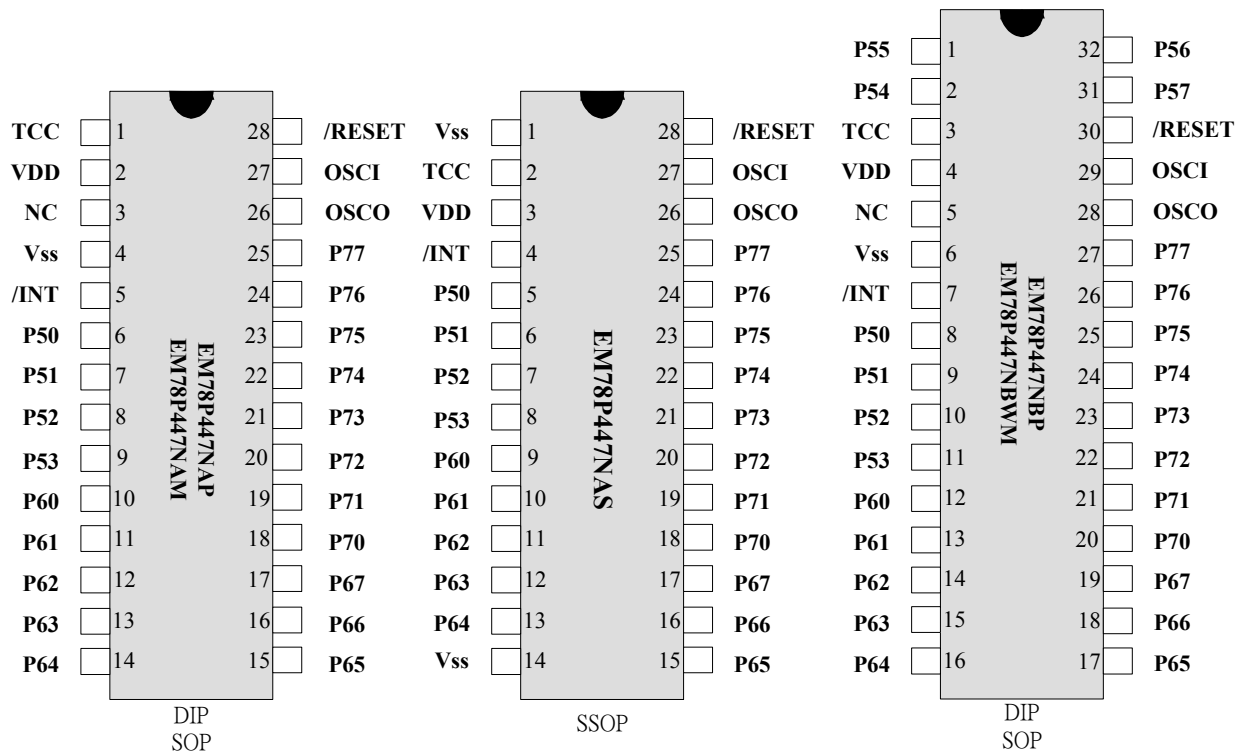 TCC 1 28 /RESET
VDD 2 27 OSCI
NC 3 26 OSCO
Vss 4 25 P77
/INT 5 24 P76
P50 6 23 P75
P51 7 22 P74
P52 8 21 P73
P53 9 20 P72
P60 10 19 P71
P61 11 18 P70
P62 12 17 P67
P63 13 16 P66
P64 14 15 P65
EM78P447NAP
EM78P447NAM
DIP
SOP
Vss 1 28 /RESET
TCC 2 27 OSCI
VDD 3 26 OSCO
/INT 4 25 P77
P50 5 24 P76
P51 6 23 P75
P52 7 22 P74
P53 8 21 P73
P60 9 20 P72
P61 10 19 P71
P62 11 18 P70
P63 12 17 P67
P64 13 16 P66
Vss 14 15 P65
EM78P447NAS
SSOP
P55 1 32 P56
P54 2 31 P57
TCC 3 30 /RESET
VDD 4 29 OSCI
NC 5 28 OSCO
Vss 6 27 P77
/INT 7 26 P76
P50 8 25 P75
P51 9 24 P74
P52 10 23 P73
P53 11 22 P72
P60 12 21 P71
P61 13 20 P70
P62 14 19 P67
P63 15 18 P66
P64 16 17 P65
EM78P447NBP
EM78P447NBWM
DIP
SOP